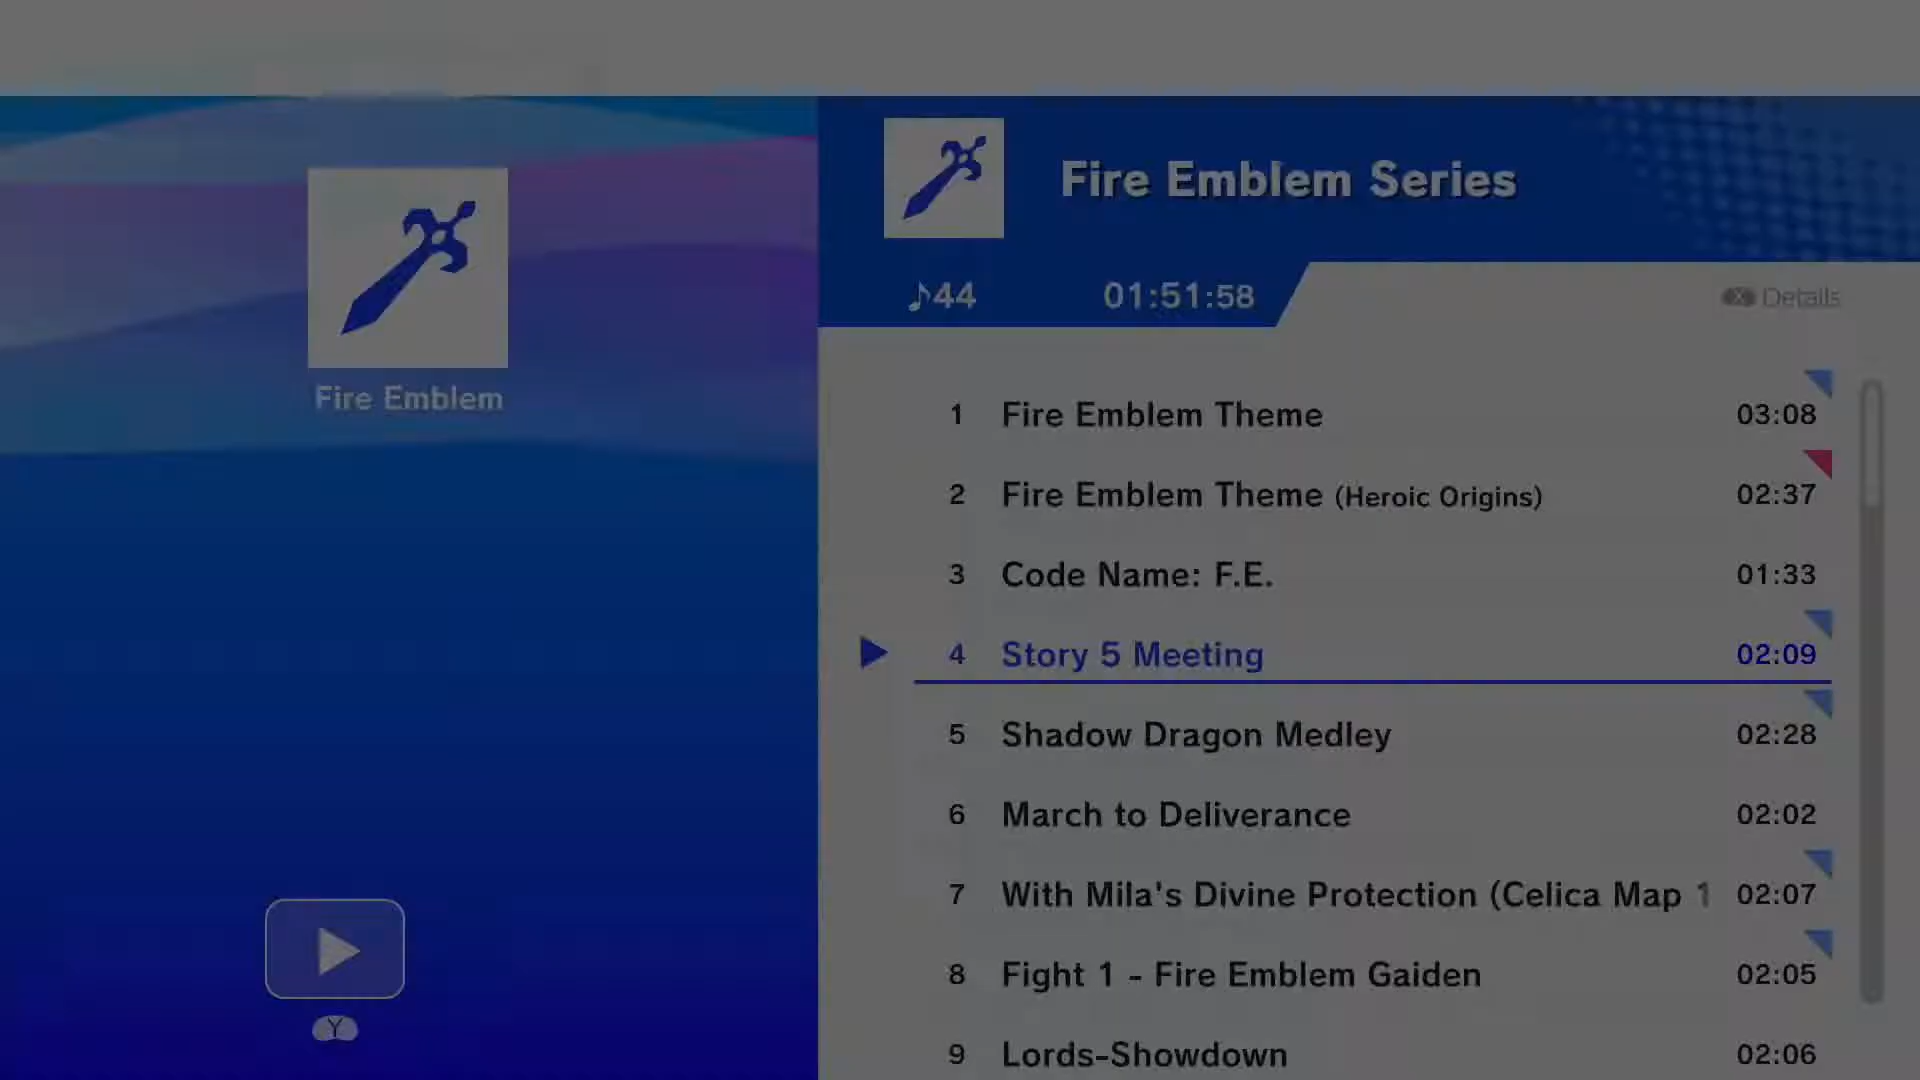 Fire Emblem
Y
Fire Emblem Series
♪44 01:51:58
X Details
1 Fire Emblem Theme 03:08
2 Fire Emblem Theme (Heroic Origins) 02:37
3 Code Name: F.E. 01:33
4 Story 5 Meeting 02:09
5 Shadow Dragon Medley 02:28
6 March to Deliverance 02:02
7 With Mila's Divine Protection (Celica Map 1 02:07
8 Fight 1 - Fire Emblem Gaiden 02:05
9 Lords-Showdown 02:06